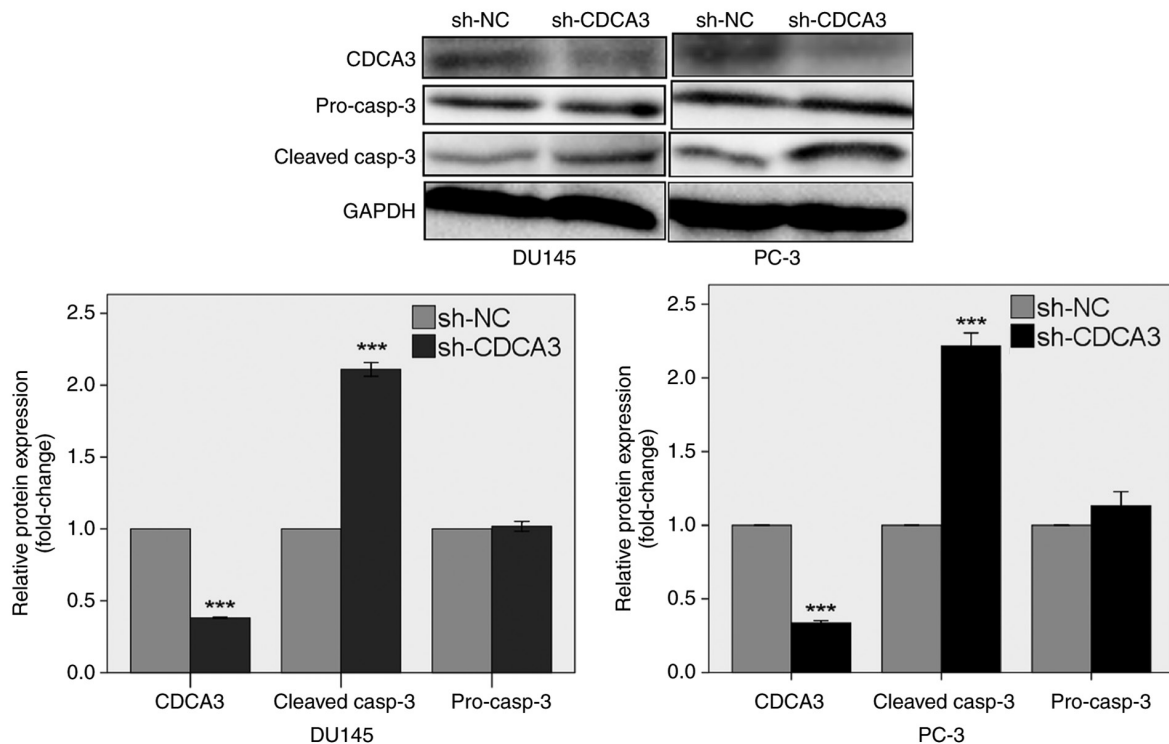 sh-NC sh-CDCA3 sh-NC sh-CDCA3
CDCA3
Pro-casp-3
Cleaved casp-3
GAPDH
DU145 PC-3
Relative protein expression
(fold-change)
2.5
2.0
1.5
1.0
0.5
0.0
sh-NC
sh-CDCA3
***
***
CDCA3 Cleaved casp-3 Pro-casp-3
DU145
Relative protein expression
(fold-change)
2.5
2.0
1.5
1.0
0.5
0.0
sh-NC
sh-CDCA3
***
***
CDCA3 Cleaved casp-3 Pro-casp-3
PC-3